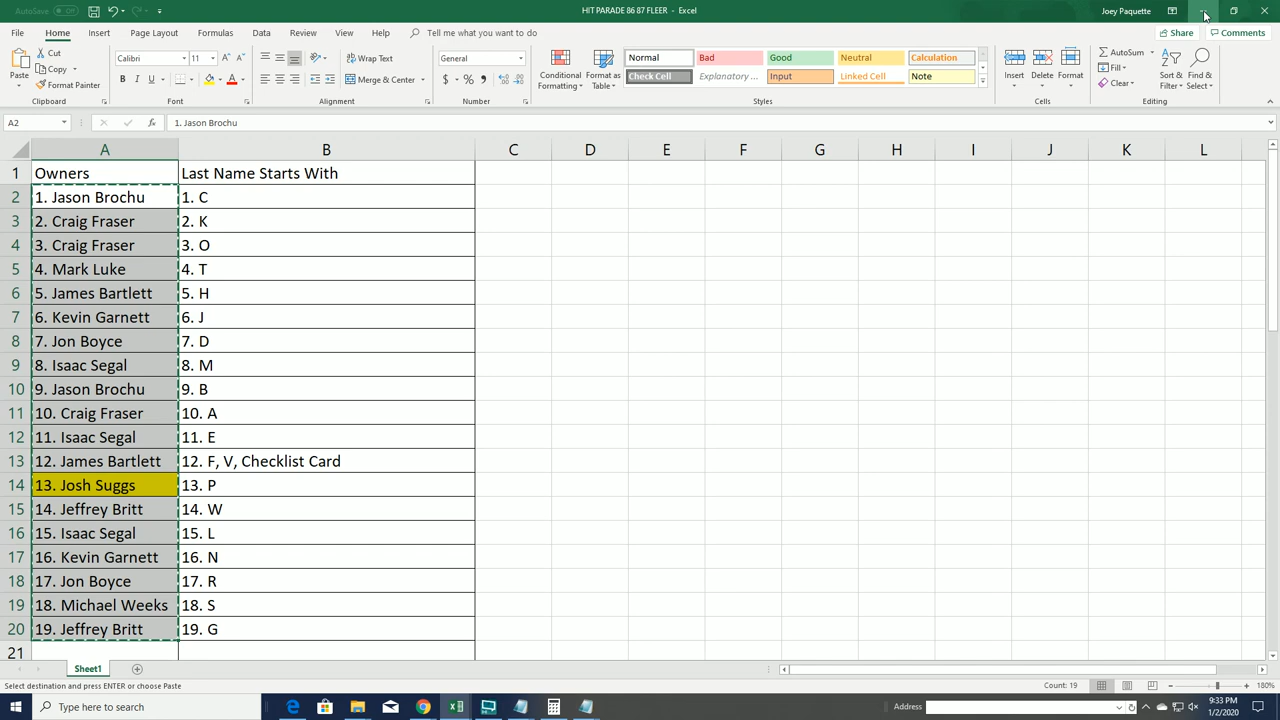 AutoSave Off
HIT PARADE 86 87 FLEER - Excel
Joey Paquette
File Home Insert Page Layout Formulas Data Review View Help Tell me what you want to do
Share Comments
Paste
Cut
Copy
Format Painter
Clipboard
Calibri 11
B I U A
Font
Wrap Text
Merge & Center
Alignment
General
$ % ,
Number
Conditional Formatting
Format as Table
Normal Bad Good Neutral Calculation
Check Cell Explanatory ... Input Linked Cell Note
Styles
Insert Delete Format
Cells
AutoSum
Fill
Clear
Sort & Filter
Find & Select
Editing
A2 fx 1. Jason Brochu
A B C D E F G H I J K L
1 Owners Last Name Starts With
2 1. Jason Brochu 1. C
3 2. Craig Fraser 2. K
4 3. Craig Fraser 3. O
5 4. Mark Luke 4. T
6 5. James Bartlett 5. H
7 6. Kevin Garnett 6. J
8 7. Jon Boyce 7. D
9 8. Isaac Segal 8. M
10 9. Jason Brochu 9. B
11 10. Craig Fraser 10. A
12 11. Isaac Segal 11. E
13 12. James Bartlett 12. F, V, Checklist Card
14 13. Josh Suggs 13. P
15 14. Jeffrey Britt 14. W
16 15. Isaac Segal 15. L
17 16. Kevin Garnett 16. N
18 17. Jon Boyce 17. R
19 18. Michael Weeks 18. S
20 19. Jeffrey Britt 19. G
21
Sheet1
Select destination and press ENTER or choose Paste
Count: 19
180%
Type here to search
Address
9:33 PM
1/2/2020